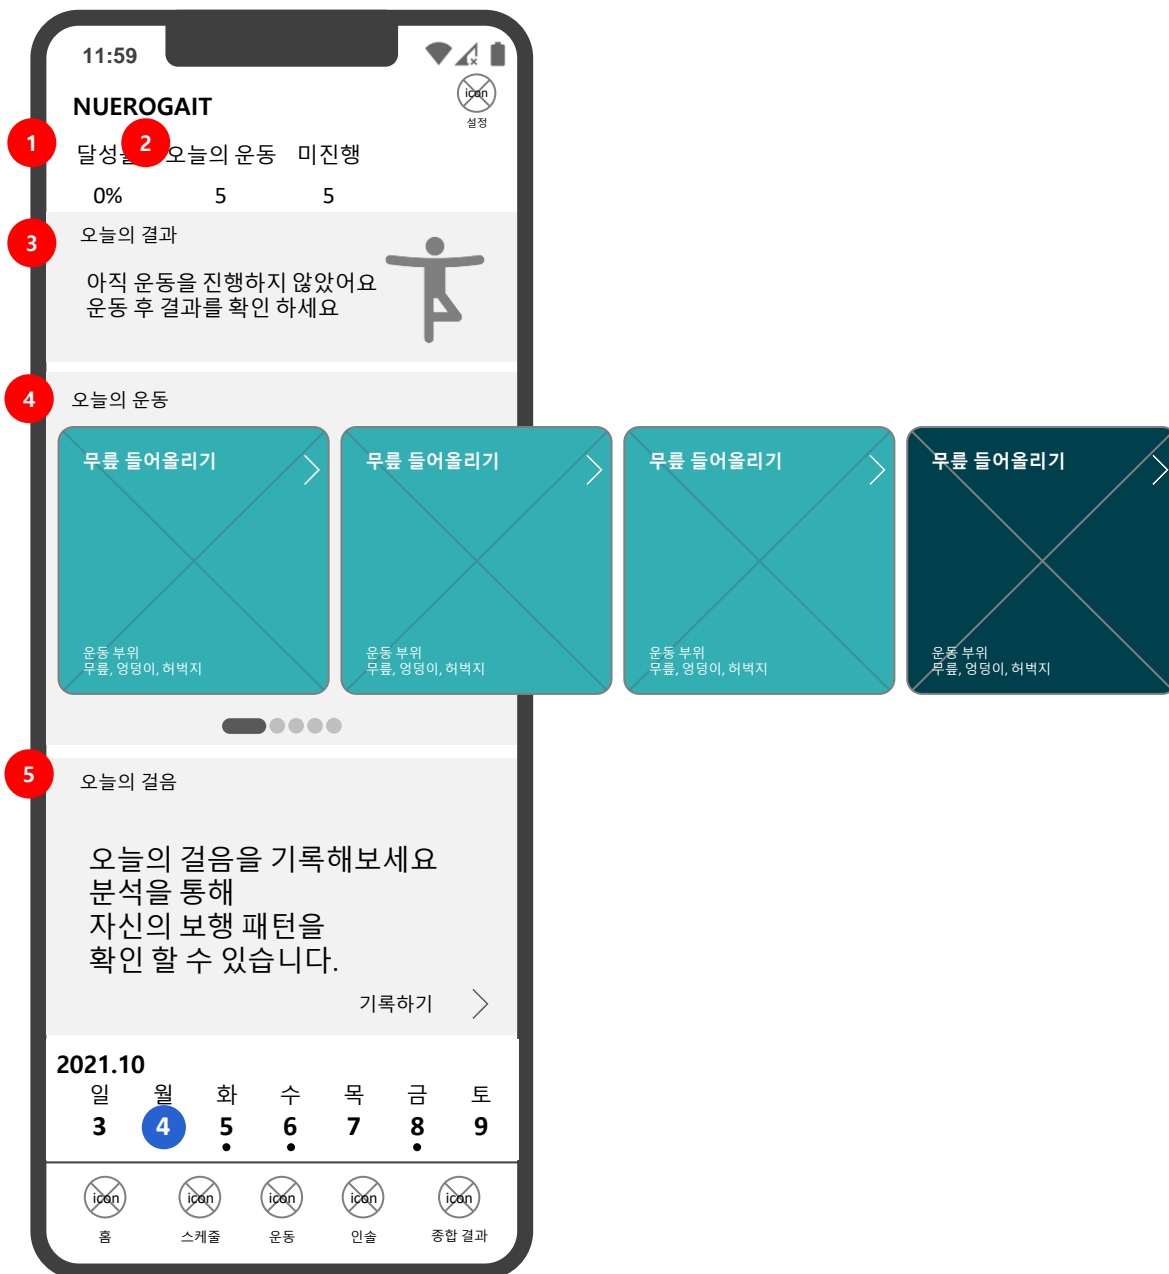 11:59
NUEROGAIT
icon
설정
1
2
달성 오늘의 운동 미진행
0% 5 5
3
오늘의 결과
아직 운동을 진행하지 않았어요
운동 후 결과를 확인 하세요
4
오늘의 운동
무릎 들어올리기
무릎 들어올리기
무릎 들어올리기
무릎 들어올리기
운동 부위
무릎, 엉덩이, 허벅지
운동 부위
무릎, 엉덩이, 허벅지
운동 부위
무릎, 엉덩이, 허벅지
운동 부위
무릎, 엉덩이, 허벅지
5
오늘의 걸음
오늘의 걸음을 기록해보세요
분석을 통해
자신의 보행 패턴을
확인 할 수 있습니다.
기록하기
2021.10
일 월 화 수 목 금 토
3 4 5 6 7 8 9
icon icon icon icon icon
홈 스케줄 운동 인솔 종합 결과